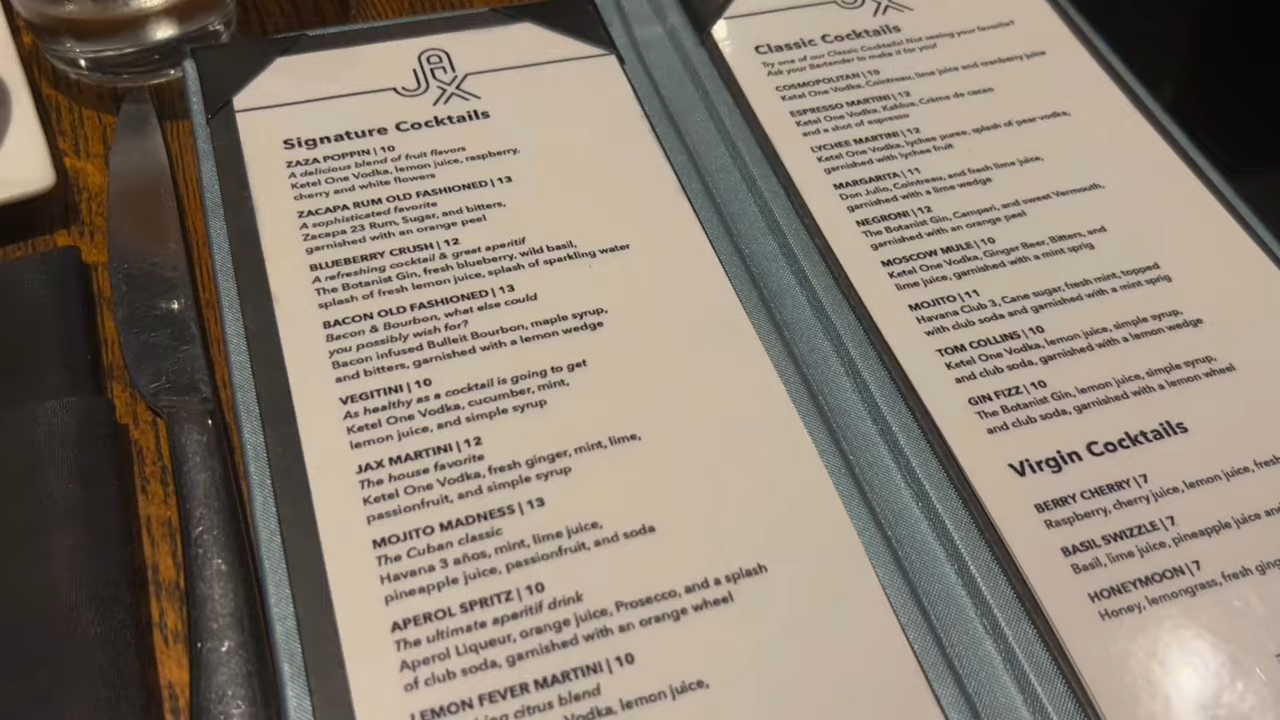 JAX
Signature Cocktails
ZAZA POPPIN | 10
A delicious blend of fruit flavors
Ketel One Vodka, lemon juice, raspberry,
cherry and white flowers
ZACAPA RUM OLD FASHIONED | 13
A sophisticated favorite
Zacapa 23 Rum, Sugar, and bitters,
garnished with an orange peel
BLUEBERRY CRUSH | 12
A refreshing cocktail & great aperitif
The Botanist Gin, fresh blueberry, wild basil,
splash of fresh lemon juice, splash of sparkling water
BACON OLD FASHIONED | 13
Bacon & Bourbon, what else could
you possibly wish for?
Bacon infused Bulleit Bourbon, maple syrup,
and bitters, garnished with a lemon wedge
VEGITINI | 10
As healthy as a cocktail is going to get
Ketel One Vodka, cucumber, mint,
lemon juice, and simple syrup
JAX MARTINI | 12
The house favorite
Ketel One Vodka, fresh ginger, mint, lime,
passionfruit, and simple syrup
MOJITO MADNESS | 13
The Cuban classic
Havana 3 años, mint, lime juice,
pineapple juice, passionfruit, and soda
APEROL SPRITZ | 10
The ultimate aperitif drink
Aperol Liqueur, orange juice, Prosecco, and a splash
of club soda, garnished with an orange wheel
LEMON FEVER MARTINI | 10
citrus blend
Vodka, lemon juice,
Classic Cocktails
Try one of our Classic Cocktails! Not seeing your favorite?
Ask your Bartender to make it for you!
COSMOPOLITAN | 10
Ketel One Vodka, Cointreau, lime juice and cranberry juice
ESPRESSO MARTINI | 12
Ketel One Vodka, Kahlua, Crème de cacao
and a shot of espresso
LYCHEE MARTINI | 12
Ketel One Vodka, lychee puree, splash of pear vodka,
garnished with lychee fruit
MARGARITA | 11
Don Julio, Cointreau, and fresh lime juice,
garnished with a lime wedge
NEGRONI | 12
The Botanist Gin, Campari, and sweet Vermouth,
garnished with an orange peel
MOSCOW MULE | 10
Ketel One Vodka, Ginger Beer, Bitters, and
lime juice, garnished with a mint sprig
MOJITO | 11
Havana Club 3, Cane sugar, fresh mint, topped
with club soda and garnished with a mint sprig
TOM COLLINS | 10
Ketel One Vodka, lemon juice, simple syrup,
and club soda, garnished with a lemon wedge
GIN FIZZ | 10
The Botanist Gin, lemon juice, simple syrup,
and club soda, garnished with a lemon wheel
Virgin Cocktails
BERRY CHERRY | 7
Raspberry, cherry juice, lemon juice, fresh
BASIL SWIZZLE | 7
Basil, lime juice, pineapple juice and
HONEYMOON | 7
Honey, lemongrass, fresh ging